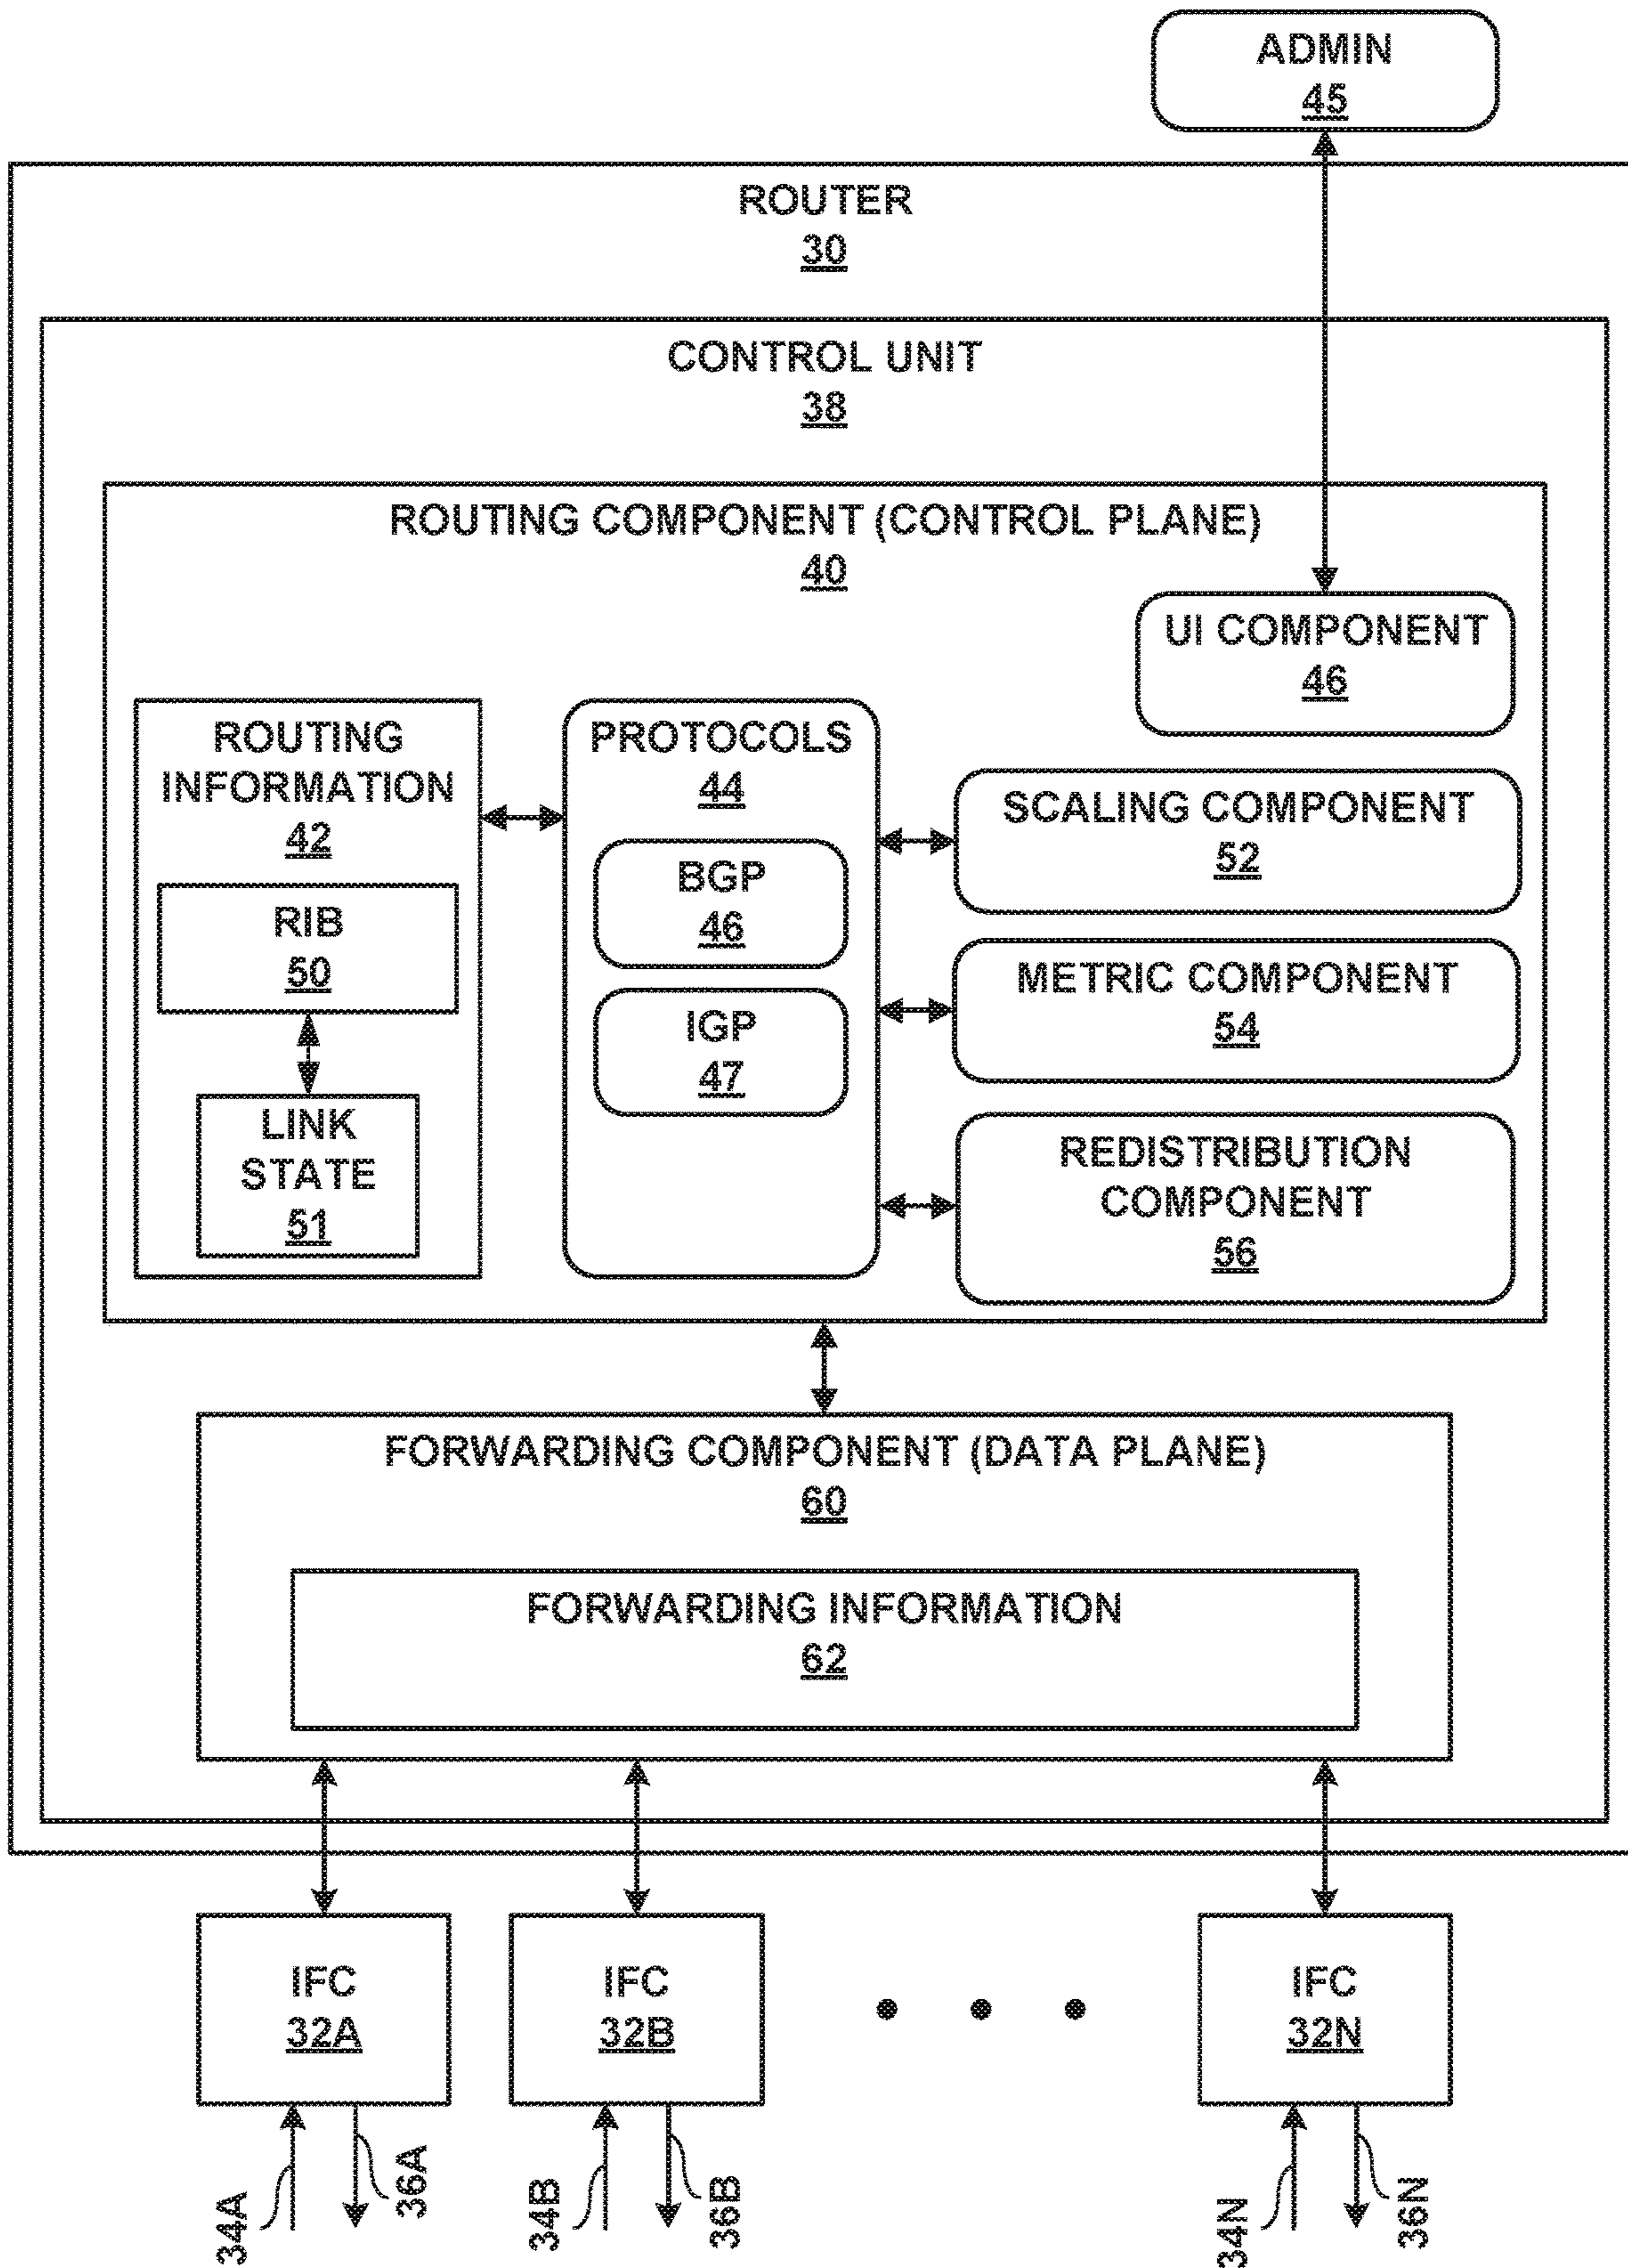 ADMIN
45
ROUTER
30
CONTROL UNIT
38
ROUTING COMPONENT (CONTROL PLANE)
40
UI COMPONENT
46
ROUTING
INFORMATION
42
RIB
50
LINK
STATE
51
PROTOCOLS
44
BGP
46
IGP
47
SCALING COMPONENT
52
METRIC COMPONENT
54
REDISTRIBUTION
COMPONENT
56
FORWARDING COMPONENT (DATA PLANE)
60
FORWARDING INFORMATION
62
IFC
32A
IFC
32B
IFC
32N
34A
36A
34B
36B
34N
36N